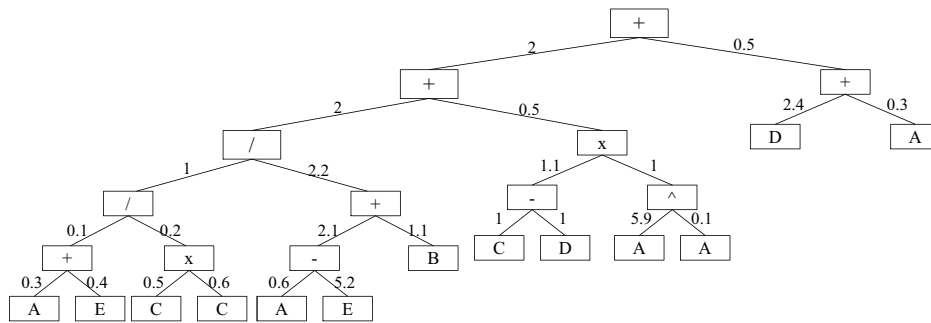 +
2 0.5
+ +
2 0.5 2.4 0.3
/ x D A
1 2.2 1.1 1
/ + - ^
0.1 0.2 2.1 1.1 1 1 5.9 0.1
+ x - B C D A A
0.3 0.4 0.5 0.6 0.6 5.2
A E C C A E